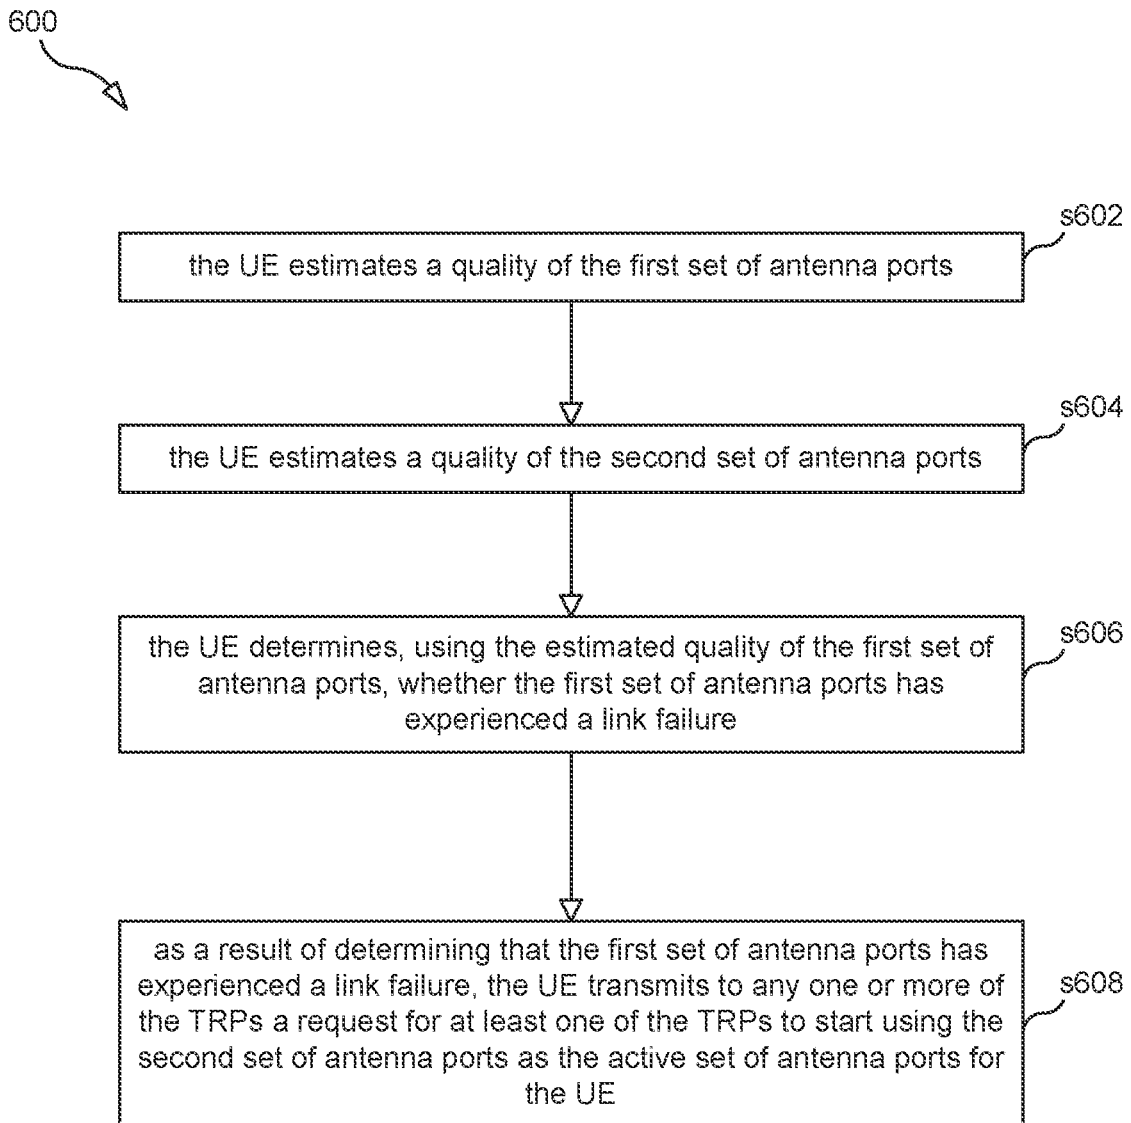 600
s602
the UE estimates a quality of the first set of antenna ports
s604
the UE estimates a quality of the second set of antenna ports
s606
the UE determines, using the estimated quality of the first set of
antenna ports, whether the first set of antenna ports has
experienced a link failure
s608
as a result of determining that the first set of antenna ports has
experienced a link failure, the UE transmits to any one or more of
the TRPs a request for at least one of the TRPs to start using the
second set of antenna ports as the active set of antenna ports for
the UE